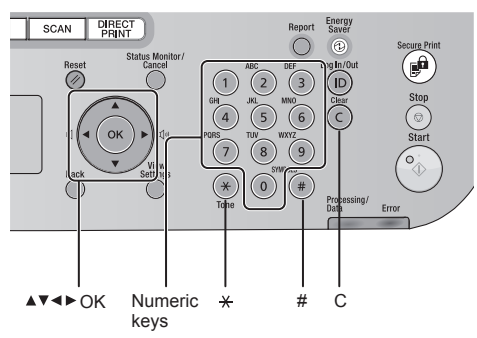 SCAN
DIRECT
PRINT
Report
Energy
Saver
Reset
Status Monitor/
Cancel
Log In/Out
Secure Print
1
ABC
2
DEF
3
ID
GHI
4
JKL
5
MNO
6
Clear
C
Stop
OK
PQRS
7
TUV
8
WXYZ
9
Start
Back
View
Settings
SYMBOLS
0
#
Tone
Processing/
Data
Error
▲▼◄►OK
Numeric
keys
#
C